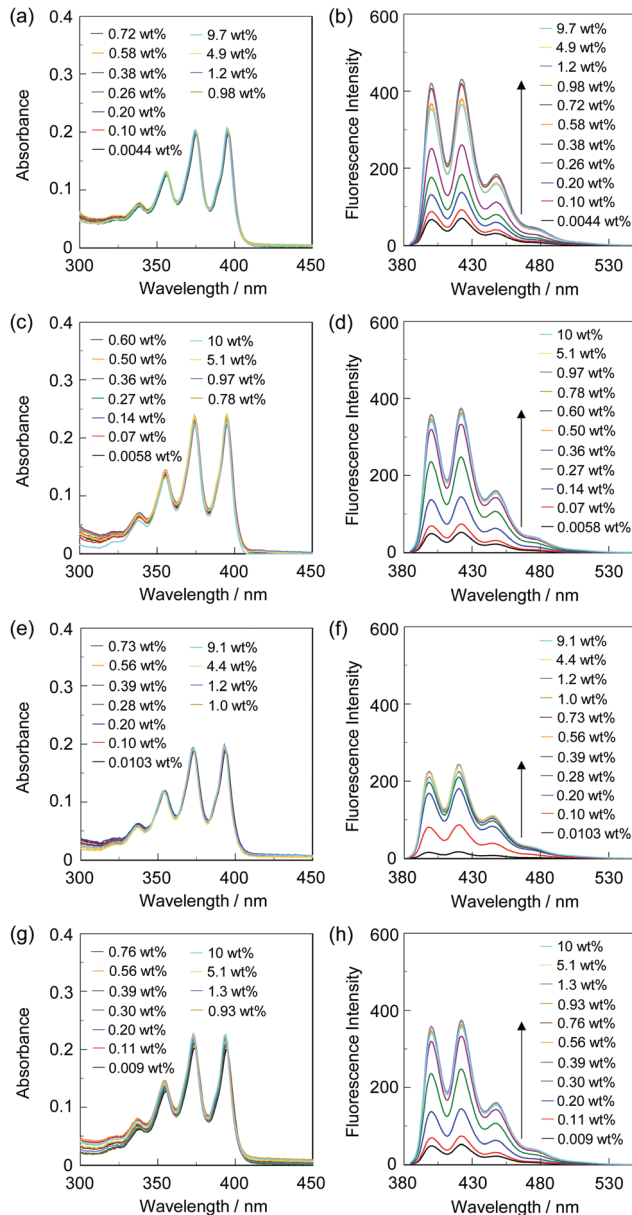 (a)
0.4
0.3
0.2
0.1
0
Absorbance
0.72 wt%
0.58 wt%
0.38 wt%
0.26 wt%
0.20 wt%
0.10 wt%
0.0044 wt%
9.7 wt%
4.9 wt%
1.2 wt%
0.98 wt%
300 350 400 450
Wavelength / nm
(b)
600
400
200
0
Fluorescence Intensity
9.7 wt%
4.9 wt%
1.2 wt%
0.98 wt%
0.72 wt%
0.58 wt%
0.38 wt%
0.26 wt%
0.20 wt%
0.10 wt%
0.0044 wt%
380 430 480 530
Wavelength / nm
(c)
0.4
0.3
0.2
0.1
0
Absorbance
0.60 wt%
0.50 wt%
0.36 wt%
0.27 wt%
0.14 wt%
0.07 wt%
0.0058 wt%
10 wt%
5.1 wt%
0.97 wt%
0.78 wt%
300 350 400 450
Wavelength / nm
(d)
600
400
200
0
Fluorescence Intensity
10 wt%
5.1 wt%
0.97 wt%
0.78 wt%
0.60 wt%
0.50 wt%
0.36 wt%
0.27 wt%
0.14 wt%
0.07 wt%
0.0058 wt%
380 430 480 530
Wavelength / nm
(e)
0.4
0.3
0.2
0.1
0
Absorbance
0.73 wt%
0.56 wt%
0.39 wt%
0.28 wt%
0.20 wt%
0.10 wt%
0.0103 wt%
9.1 wt%
4.4 wt%
1.2 wt%
1.0 wt%
300 350 400 450
Wavelength / nm
(f)
600
400
200
0
Fluorescence Intensity
9.1 wt%
4.4 wt%
1.2 wt%
1.0 wt%
0.73 wt%
0.56 wt%
0.39 wt%
0.28 wt%
0.20 wt%
0.10 wt%
0.0103 wt%
380 430 480 530
Wavelength / nm
(g)
0.4
0.3
0.2
0.1
0
Absorbance
0.76 wt%
0.56 wt%
0.39 wt%
0.30 wt%
0.20 wt%
0.11 wt%
0.009 wt%
10 wt%
5.1 wt%
1.3 wt%
0.93 wt%
300 350 400 450
Wavelength / nm
(h)
600
400
200
0
Fluorescence Intensity
10 wt%
5.1 wt%
1.3 wt%
0.93 wt%
0.76 wt%
0.56 wt%
0.39 wt%
0.30 wt%
0.20 wt%
0.11 wt%
0.009 wt%
380 430 480 530
Wavelength / nm